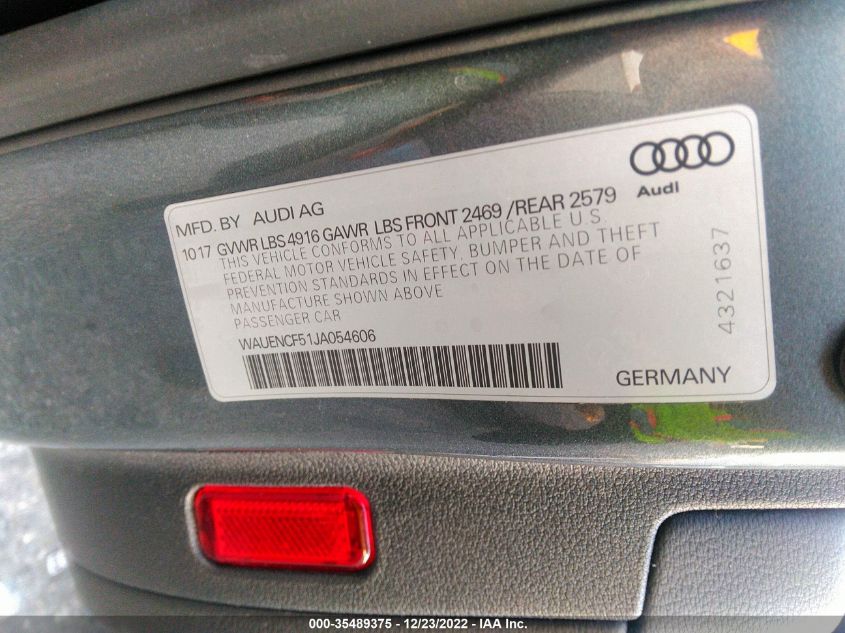 Audi
MFD. BY AUDI AG
1017 GVWR LBS 4916 GAWR LBS FRONT 2469 /REAR 2579
THIS VEHICLE CONFORMS TO ALL APPLICABLE U S.
FEDERAL MOTOR VEHICLE SAFETY, BUMPER AND THEFT
PREVENTION STANDARDS IN EFFECT ON THE DATE OF
MANUFACTURE SHOWN ABOVE
PASSENGER CAR
WAUENCF51JA054606
GERMANY
4321637
000-35489375 - 12/23/2022 - IAA Inc.